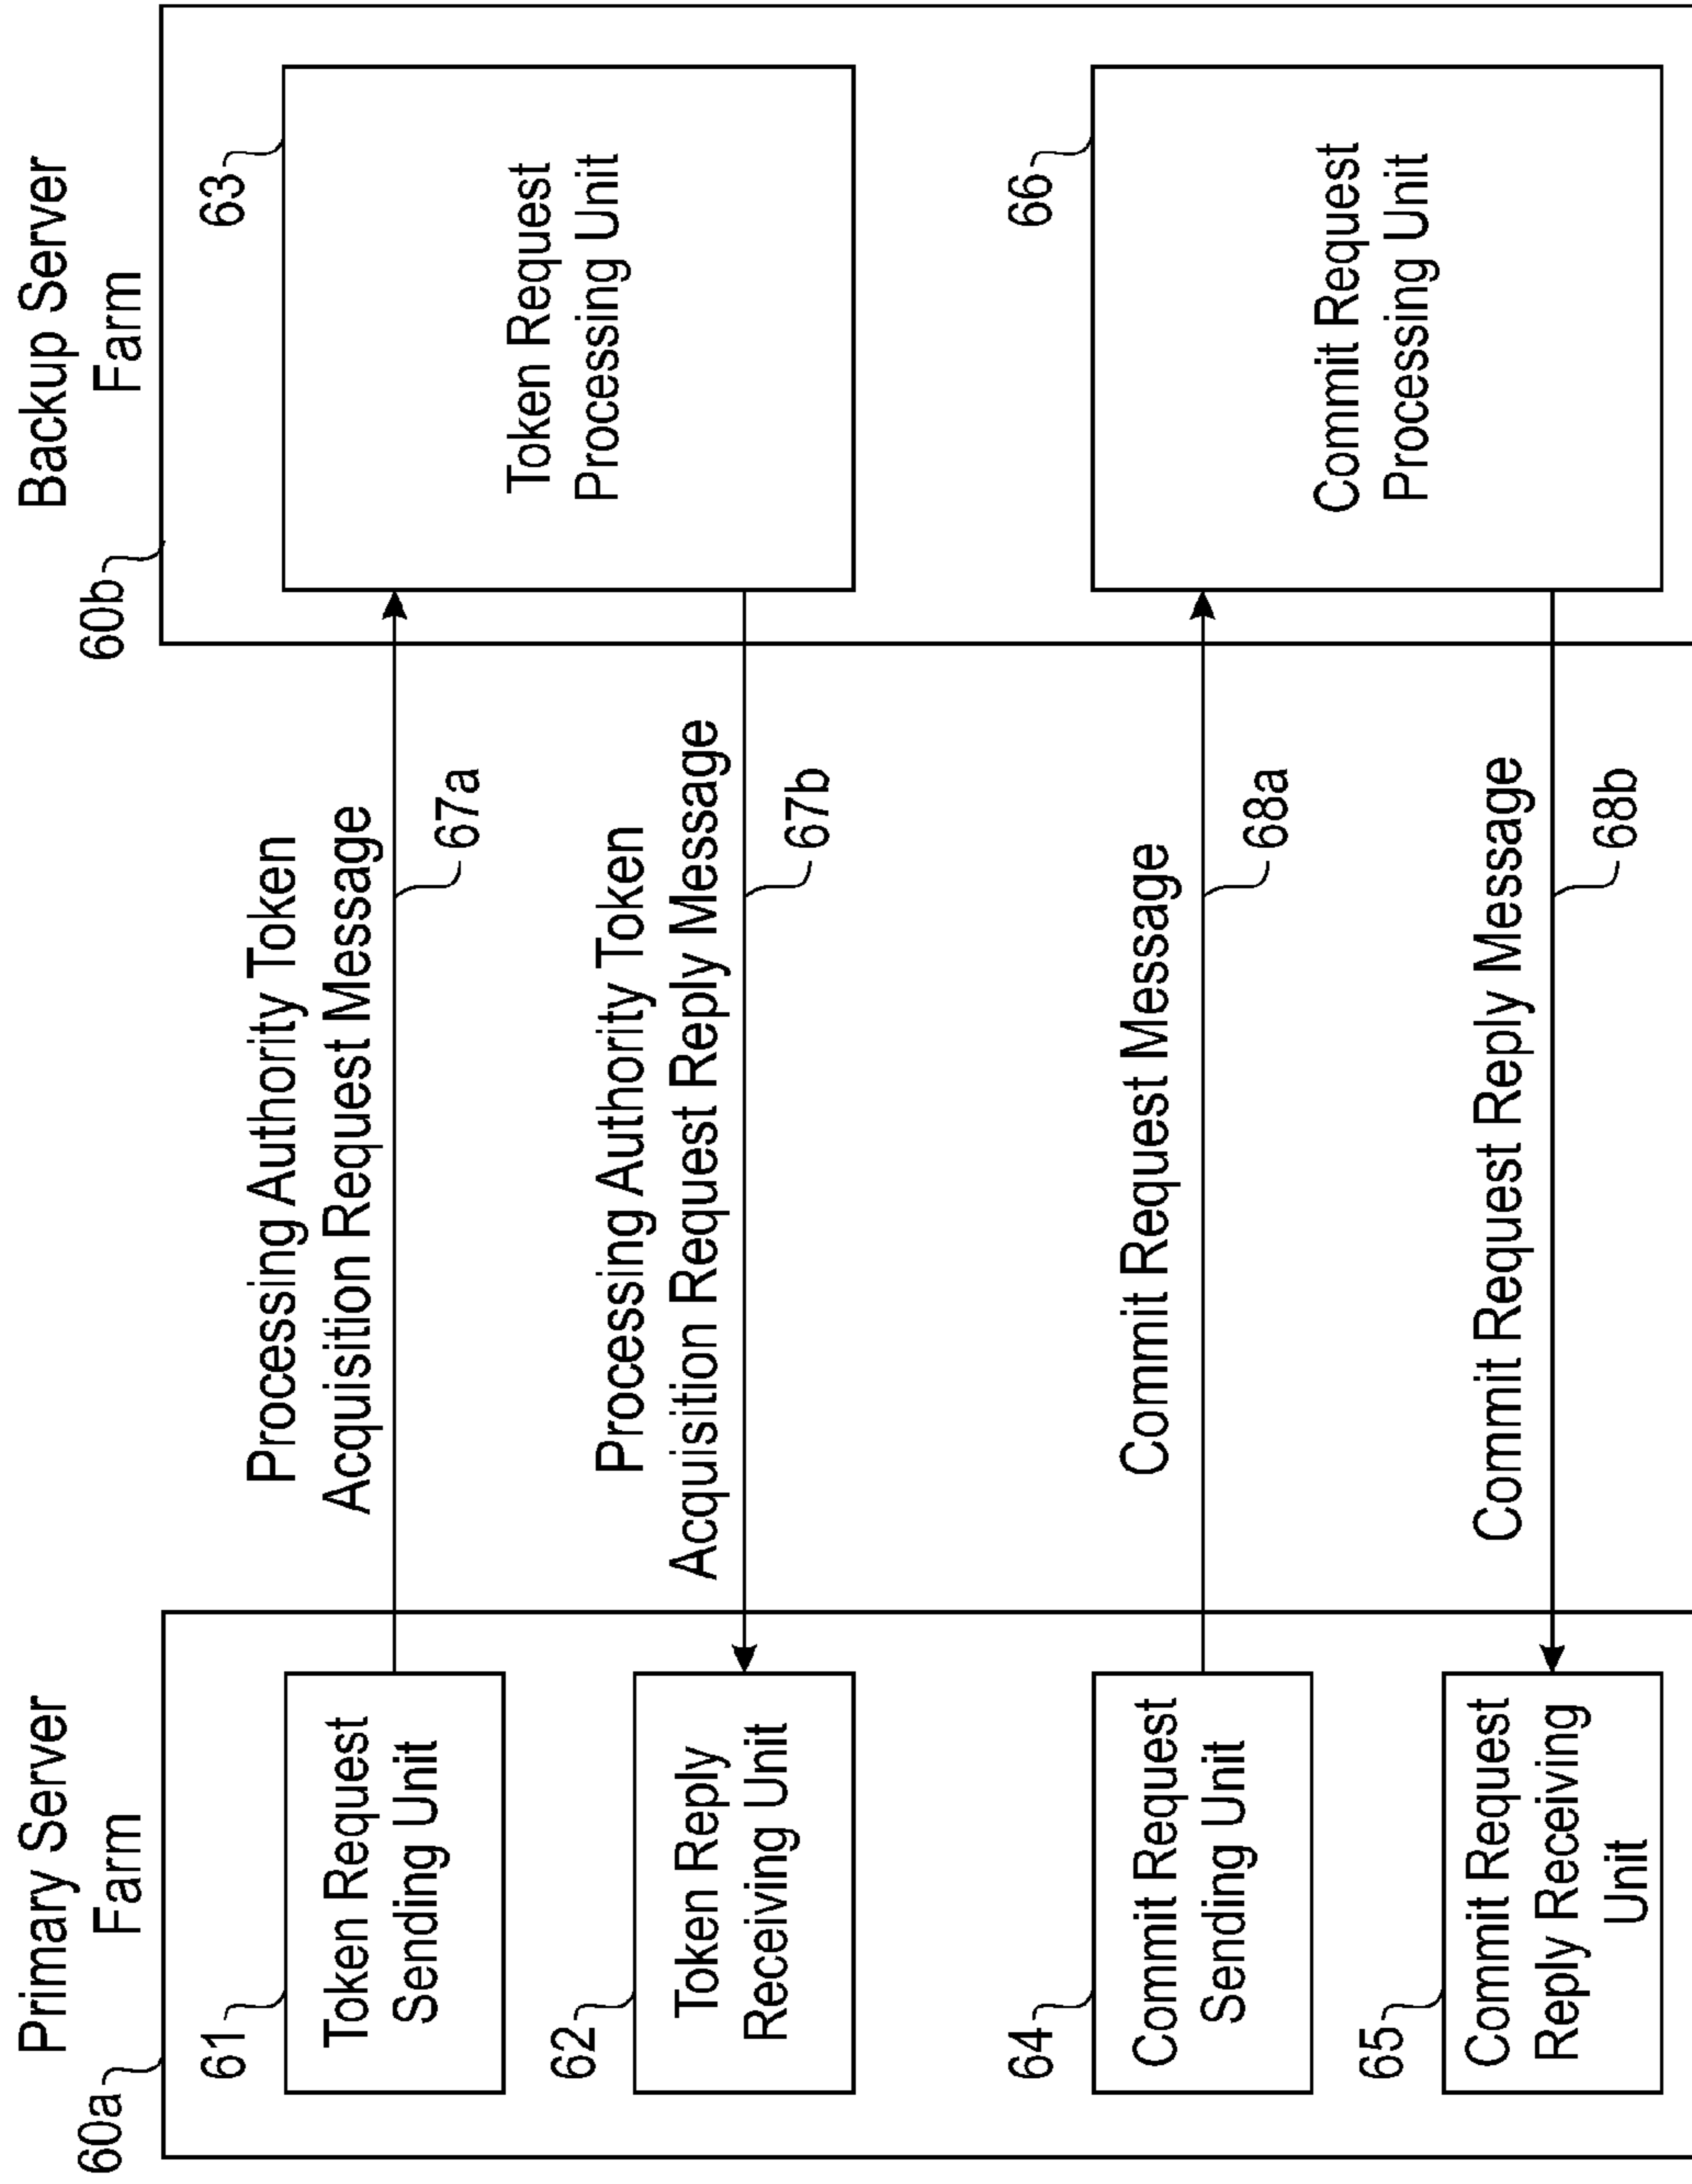 Primary Server
Farm
60a
61
Token Request
Sending Unit
62
Token Reply
Receiving Unit
64
Commit Request
Sending Unit
65
Commit Request
Reply Receiving
Unit
Processing Authority Token
Acquisition Request Message
67a
Processing Authority Token
Acquisition Request Reply Message
67b
Commit Request Message
68a
Commit Request Reply Message
68b
Backup Server
Farm
60b
63
Token Request
Processing Unit
66
Commit Request
Processing Unit